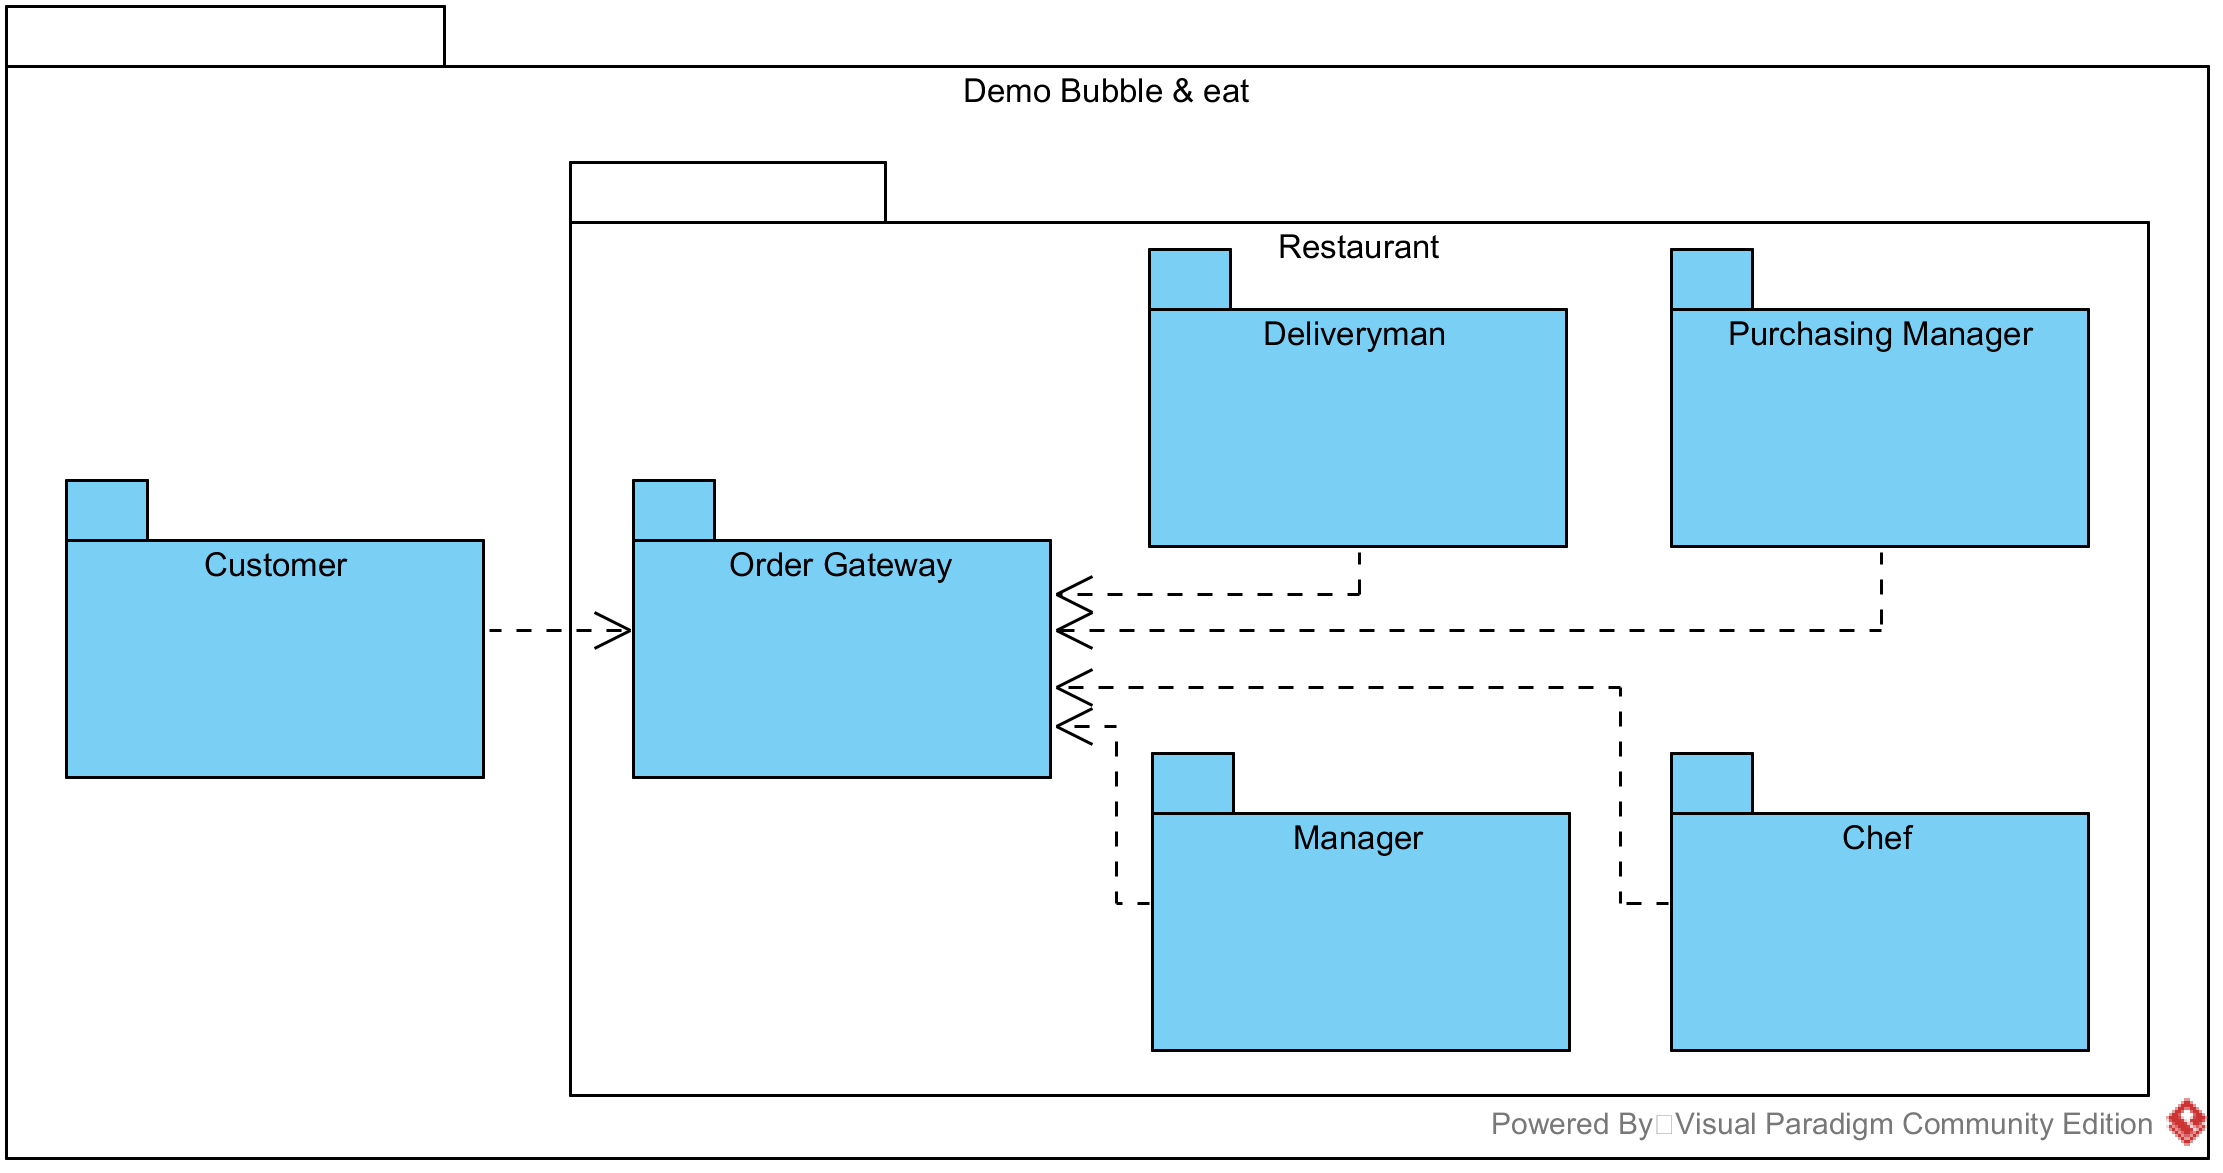 Demo Bubble & eat
Restaurant
Deliveryman
Purchasing Manager
Customer
Order Gateway
Manager
Chef
Powered By Visual Paradigm Community Edition